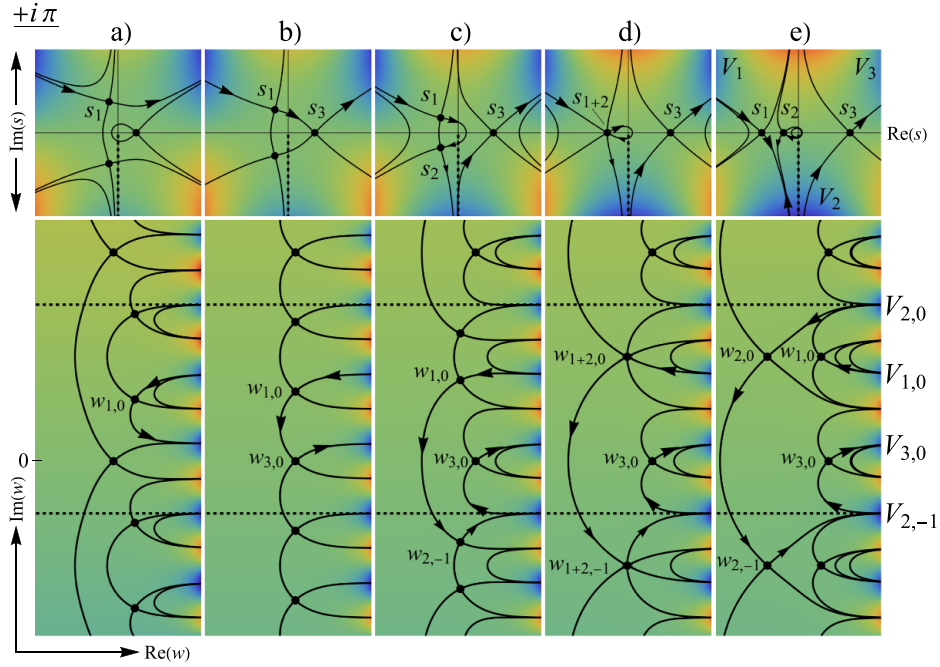 +i π
a) b) c) d) e)
Im(s)
s1
s1 s3
s1 s3 s2
s1+2 s3
V1 V3 s1 s2 s3 V2
Re(s)
w1,0
w1,0 w3,0
w1,0 w3,0 w2,-1
w1+2,0 w3,0 w1+2,-1
w2,0 w1,0 w3,0 w2,-1
V2,0
V1,0
V3,0
V2,-1
0
Im(w)
Re(w)